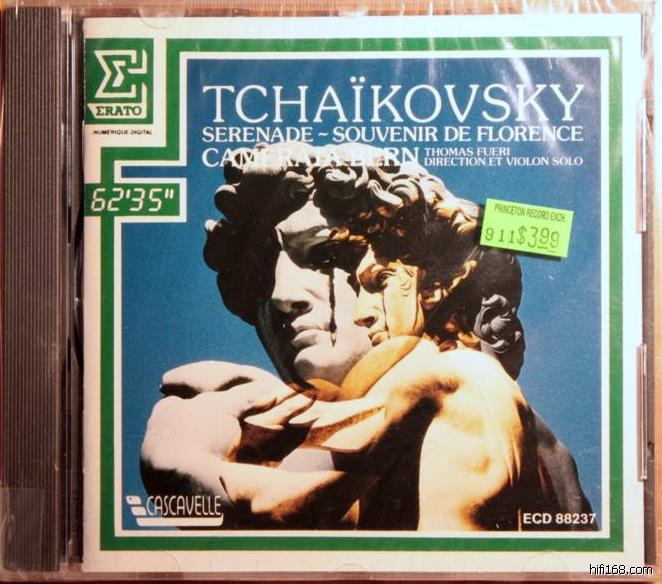 ERATO
NUMÉRIQUE DIGITAL
62'35"
TCHAÏKOVSKY
SERENADE ~ SOUVENIR DE FLORENCE
CAMERATA BERN THOMAS FUERI
DIRECTION ET VIOLON SOLO
PRINCETON RECORD EXCH.
911$3.99
CASCAVELLE
ECD 88237
hifi168.com